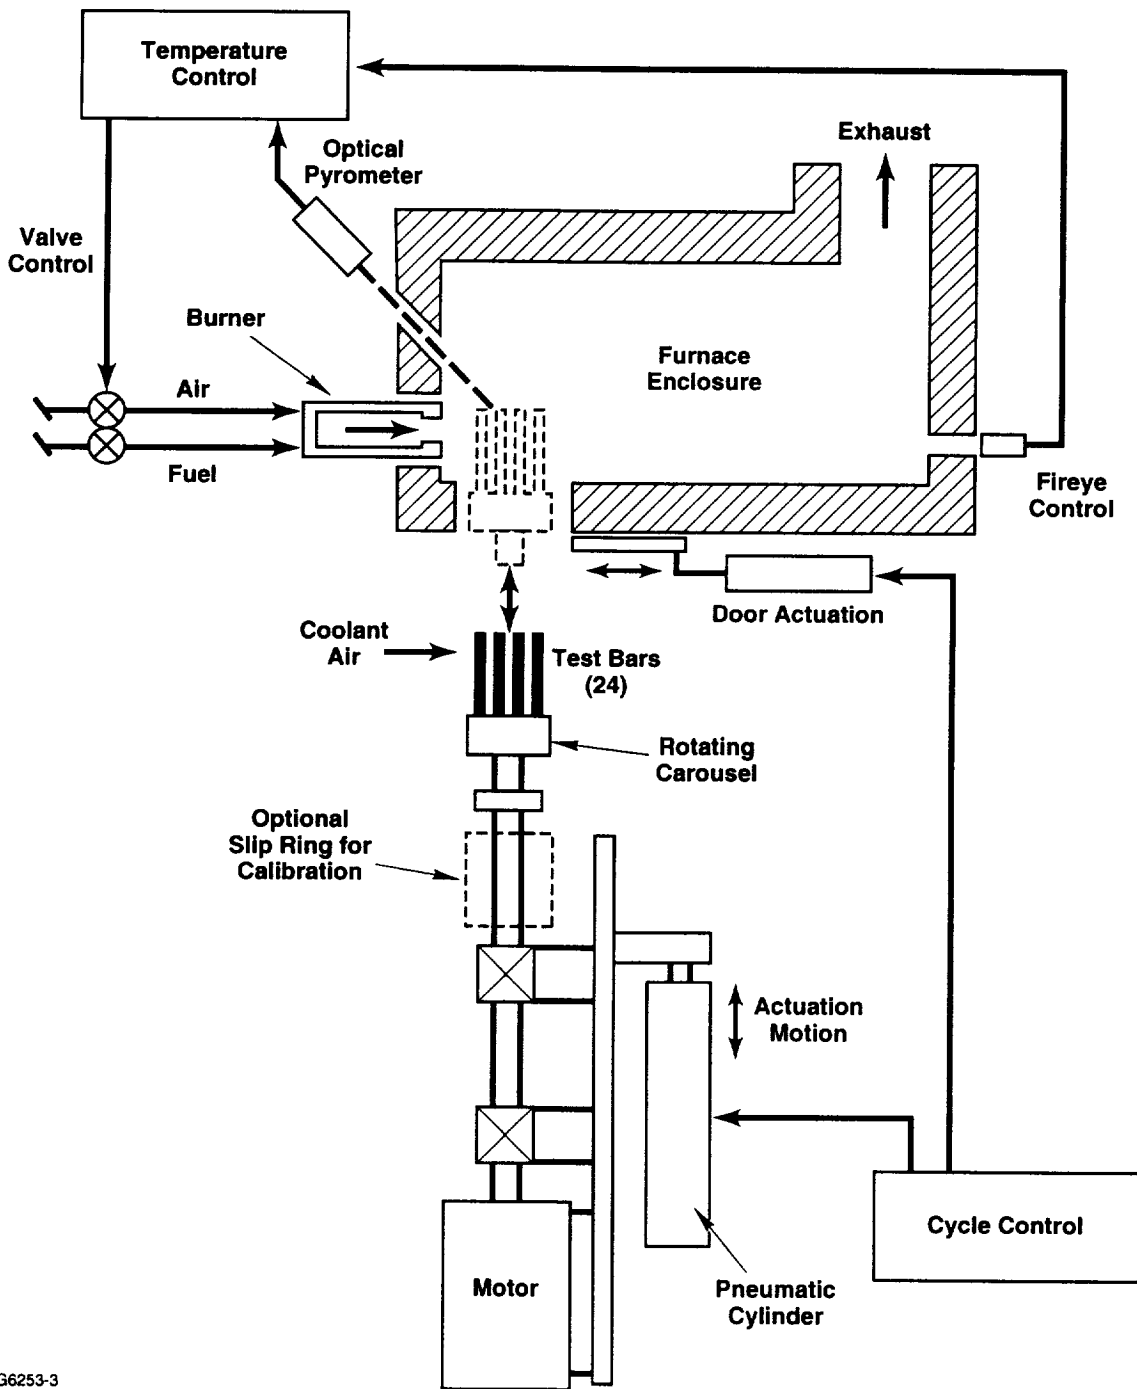 Temperature
Control
Exhaust
Optical
Pyrometer
Valve
Control
Burner
Furnace
Enclosure
Air
Fuel
Fireye
Control
Door Actuation
Coolant
Air
Test Bars
(24)
Rotating
Carousel
Optional
Slip Ring for
Calibration
Actuation
Motion
Cycle Control
Motor
Pneumatic
Cylinder
G6253-3